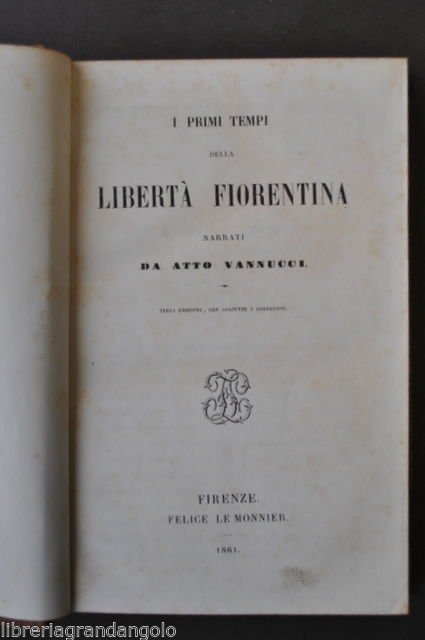 I PRIMI TEMPI
DELLA
LIBERTÀ FIORENTINA
NARRATI
DA ATTO VANNUCCI.
TERZA EDIZIONE, CON AGGIUNTE E CORREZIONI.
FIRENZE.
FELICE LE MONNIER.
1861.
libreriagrandangolo